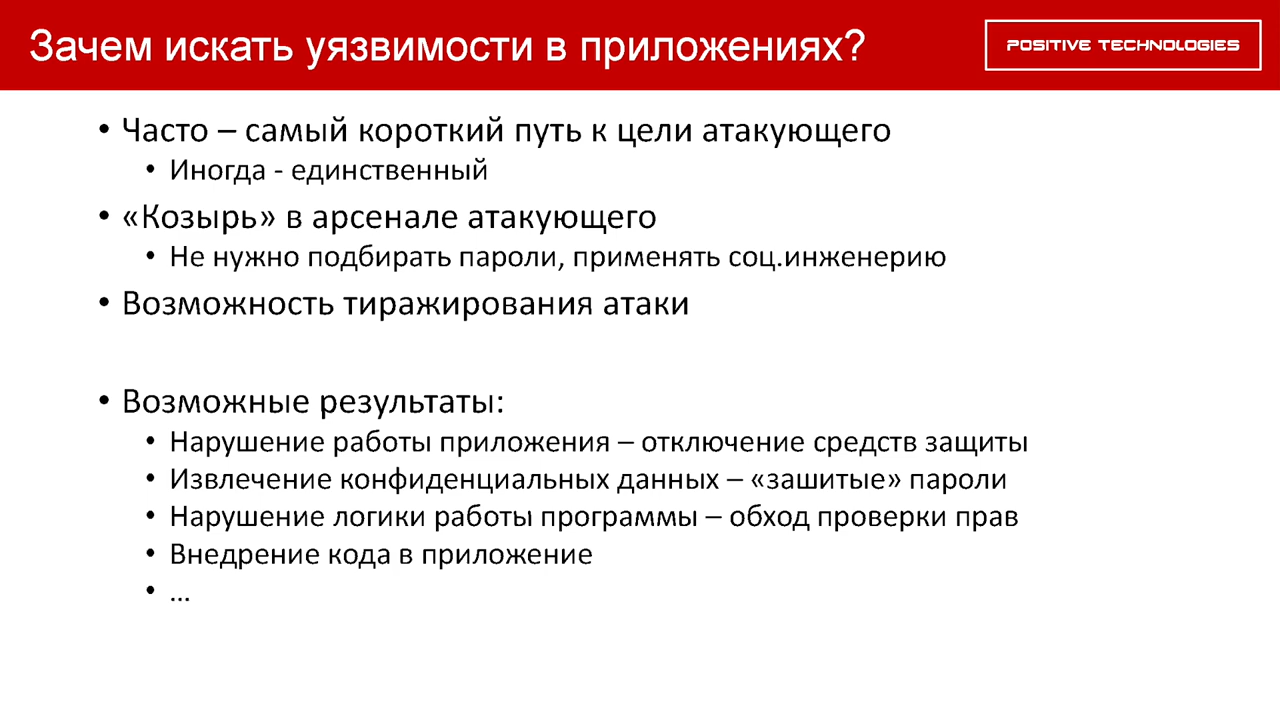 Зачем искать уязвимости в приложениях?
POSITIVE TECHNOLOGIES
• Часто – самый короткий путь к цели атакующего
• Иногда - единственный
• «Козырь» в арсенале атакующего
• Не нужно подбирать пароли, применять соц.инженерию
• Возможность тиражирования атаки
• Возможные результаты:
• Нарушение работы приложения – отключение средств защиты
• Извлечение конфиденциальных данных – «зашитые» пароли
• Нарушение логики работы программы – обход проверки прав
• Внедрение кода в приложение
• ...